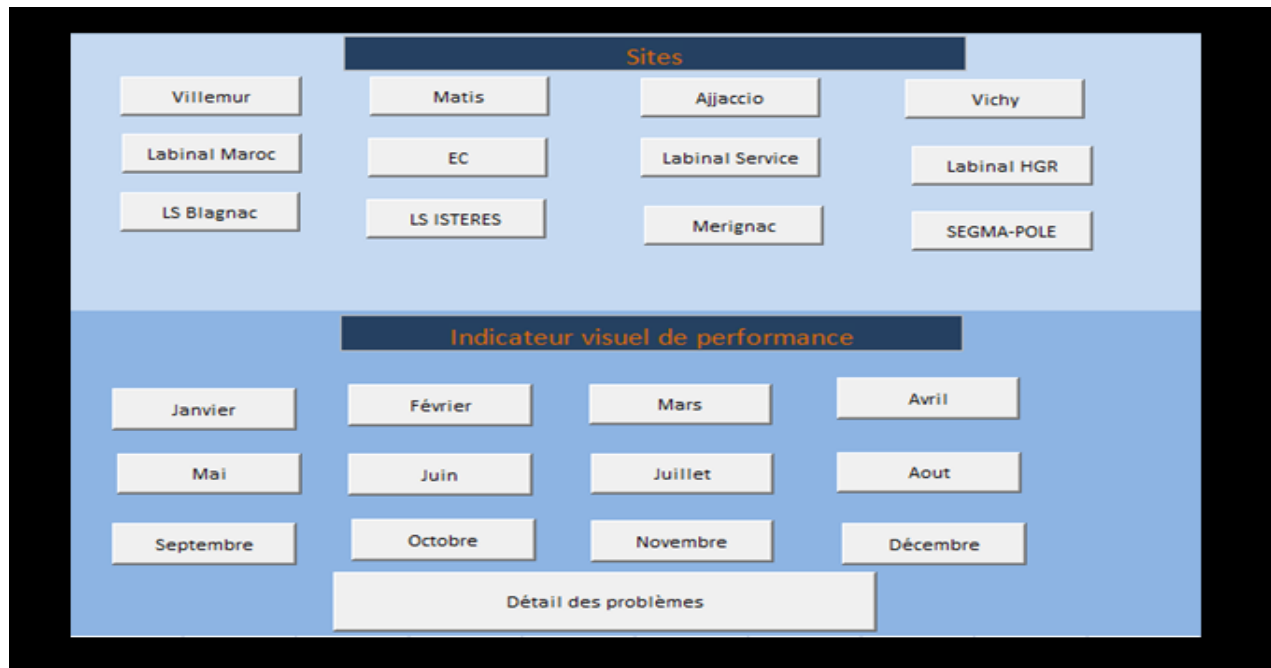 Sites
Villemur Matis Ajjaccio Vichy
Labinal Maroc EC Labinal Service Labinal HGR
LS Blagnac LS ISTERES Merignac SEGMA-POLE
Indicateur visuel de performance
Janvier Février Mars Avril
Mai Juin Juillet Aout
Septembre Octobre Novembre Décembre
Détail des problèmes